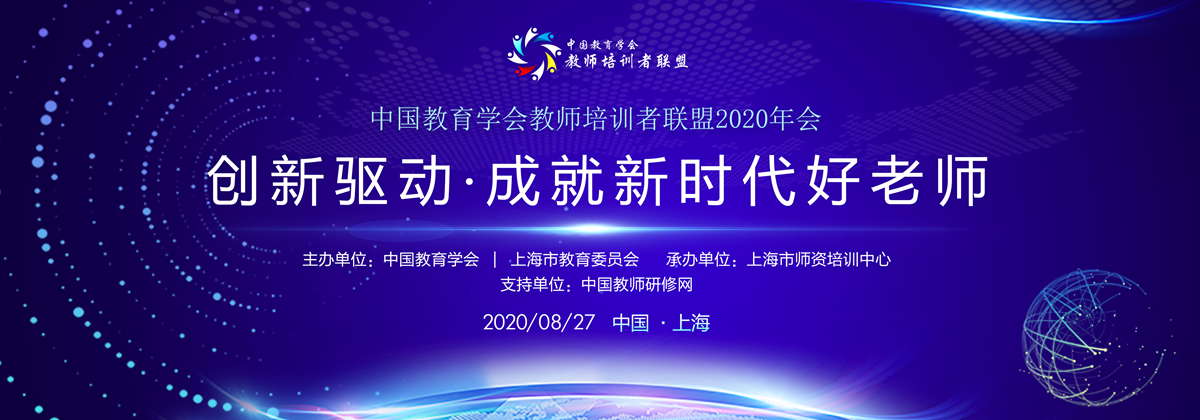 中国教育学会
教师培训者联盟
中国教育学会教师培训者联盟2020年会
创新驱动·成就新时代好老师
主办单位：中国教育学会 ｜ 上海市教育委员会 承办单位：上海市师资培训中心
支持单位：中国教师研修网
2020/08/27 中国 · 上海